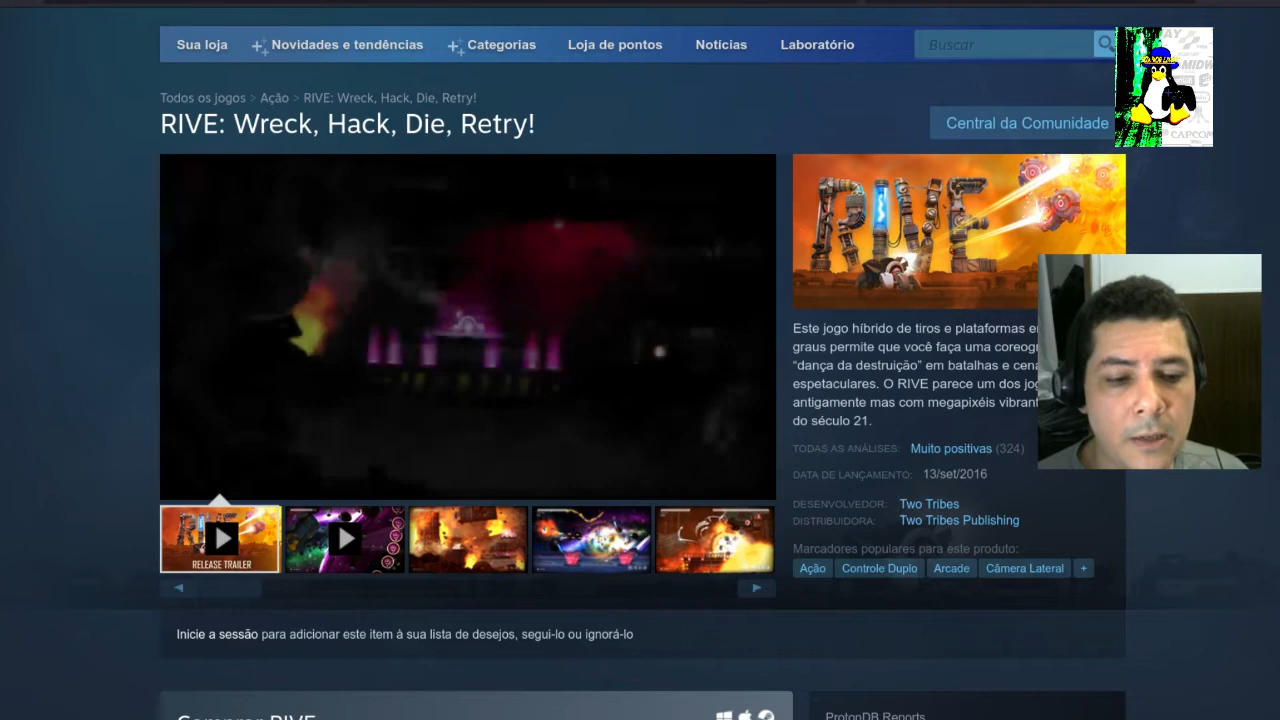 Sua loja
Novidades e tendências
Categorias
Loja de pontos
Notícias
Laboratório
Buscar
Todos os jogos > Ação > RIVE: Wreck, Hack, Die, Retry!
RIVE: Wreck, Hack, Die, Retry!
Central da Comunidade
MIDW
CAPCOM
RIVE
Este jogo híbrido de tiros e plataformas
graus permite que você faça uma
“dança da destruição” em batalhas e
espetaculares. O RIVE parece um dos
antigamente mas com megapixéis
do século 21.
TODAS AS ANÁLISES: Muito positivas (324)
DATA DE LANÇAMENTO: 13/set/2016
DESENVOLVEDOR: Two Tribes
DISTRIBUIDORA: Two Tribes Publishing
Marcadores populares para este produto:
Ação
Controle Duplo
Arcade
Câmera Lateral
+
RELEASE TRAILER
Inicie a sessão para adicionar este item à sua lista de desejos, segui-lo ou ignorá-lo
Comprar RIVE
ProtonDB Reports